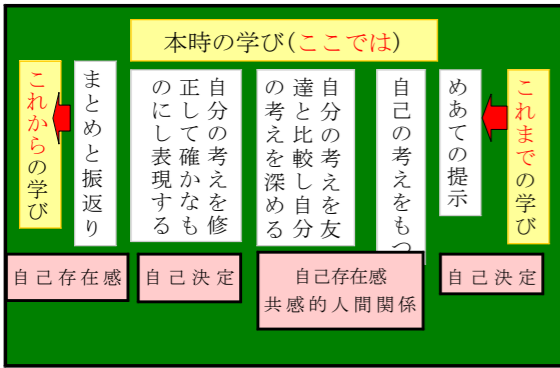 本時の学び(ここでは)
これまでの学び
めあての提示
自己の考えをもつ
自分の考えを友
達と比較し自分
の考えを深める
自分の考えを修
正して確かなも
のにし表現する
まとめと振返り
これからの学び
自己決定
自己存在感
共感的人間関係
自己決定
自己存在感